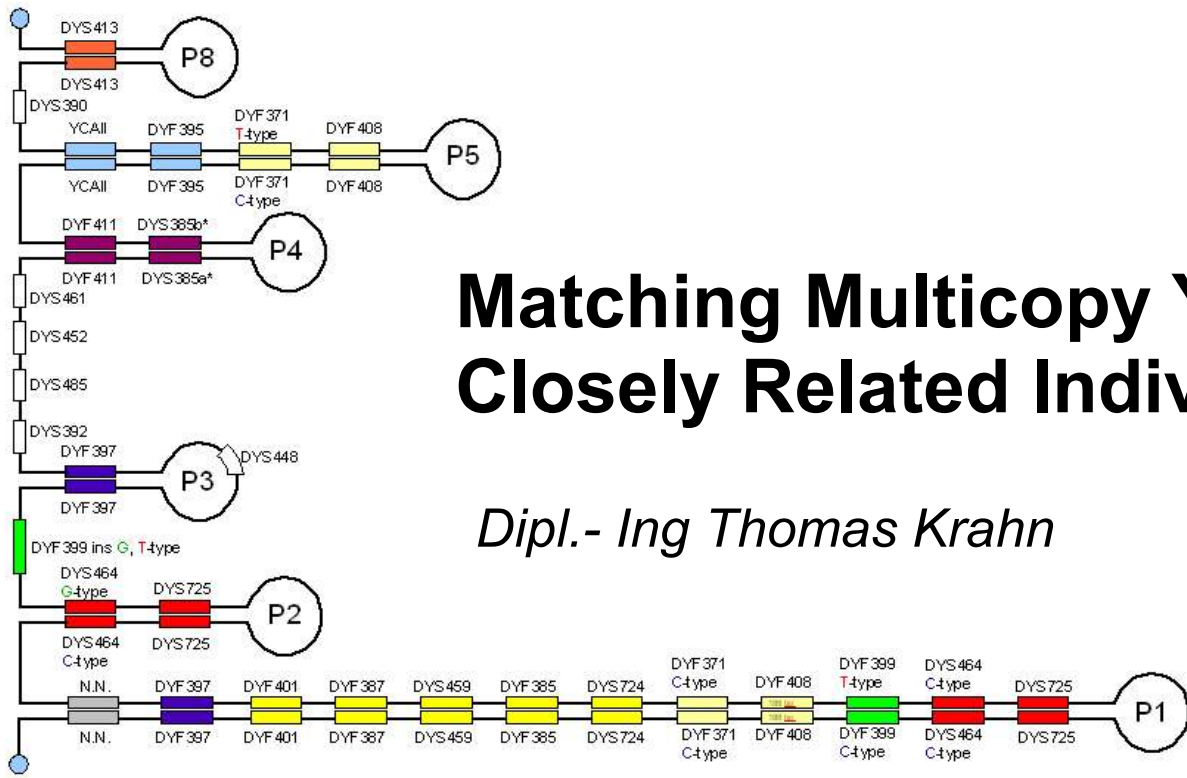 DYS413
P8
DYS413
DYS390
YCAII DYF395 DYF371 T-type DYF408
P5
YCAII DYF395 DYF371 C-type DYF408
DYF411 DYS385b*
P4
DYF411 DYS385a*
DYS461
DYS452
DYS485
DYS392
Matching Multicopy Y
Closely Related Indiv
DYF397
DYS448
P3
DYF397
Dipl.- Ing Thomas Krahn
DYF399 ins G, T-type
DYS464 G-type DYS725
P2
DYS464 C-type DYS725
N.N. DYF397 DYF401 DYF387 DYS459 DYF385 DYS724 DYF371 C-type DYF408 DYF399 T-type DYS464 C-type DYS725
P1
N.N. DYF397 DYF401 DYF387 DYS459 DYF385 DYS724 DYF371 C-type DYF408 DYF399 C-type DYS464 C-type DYS725